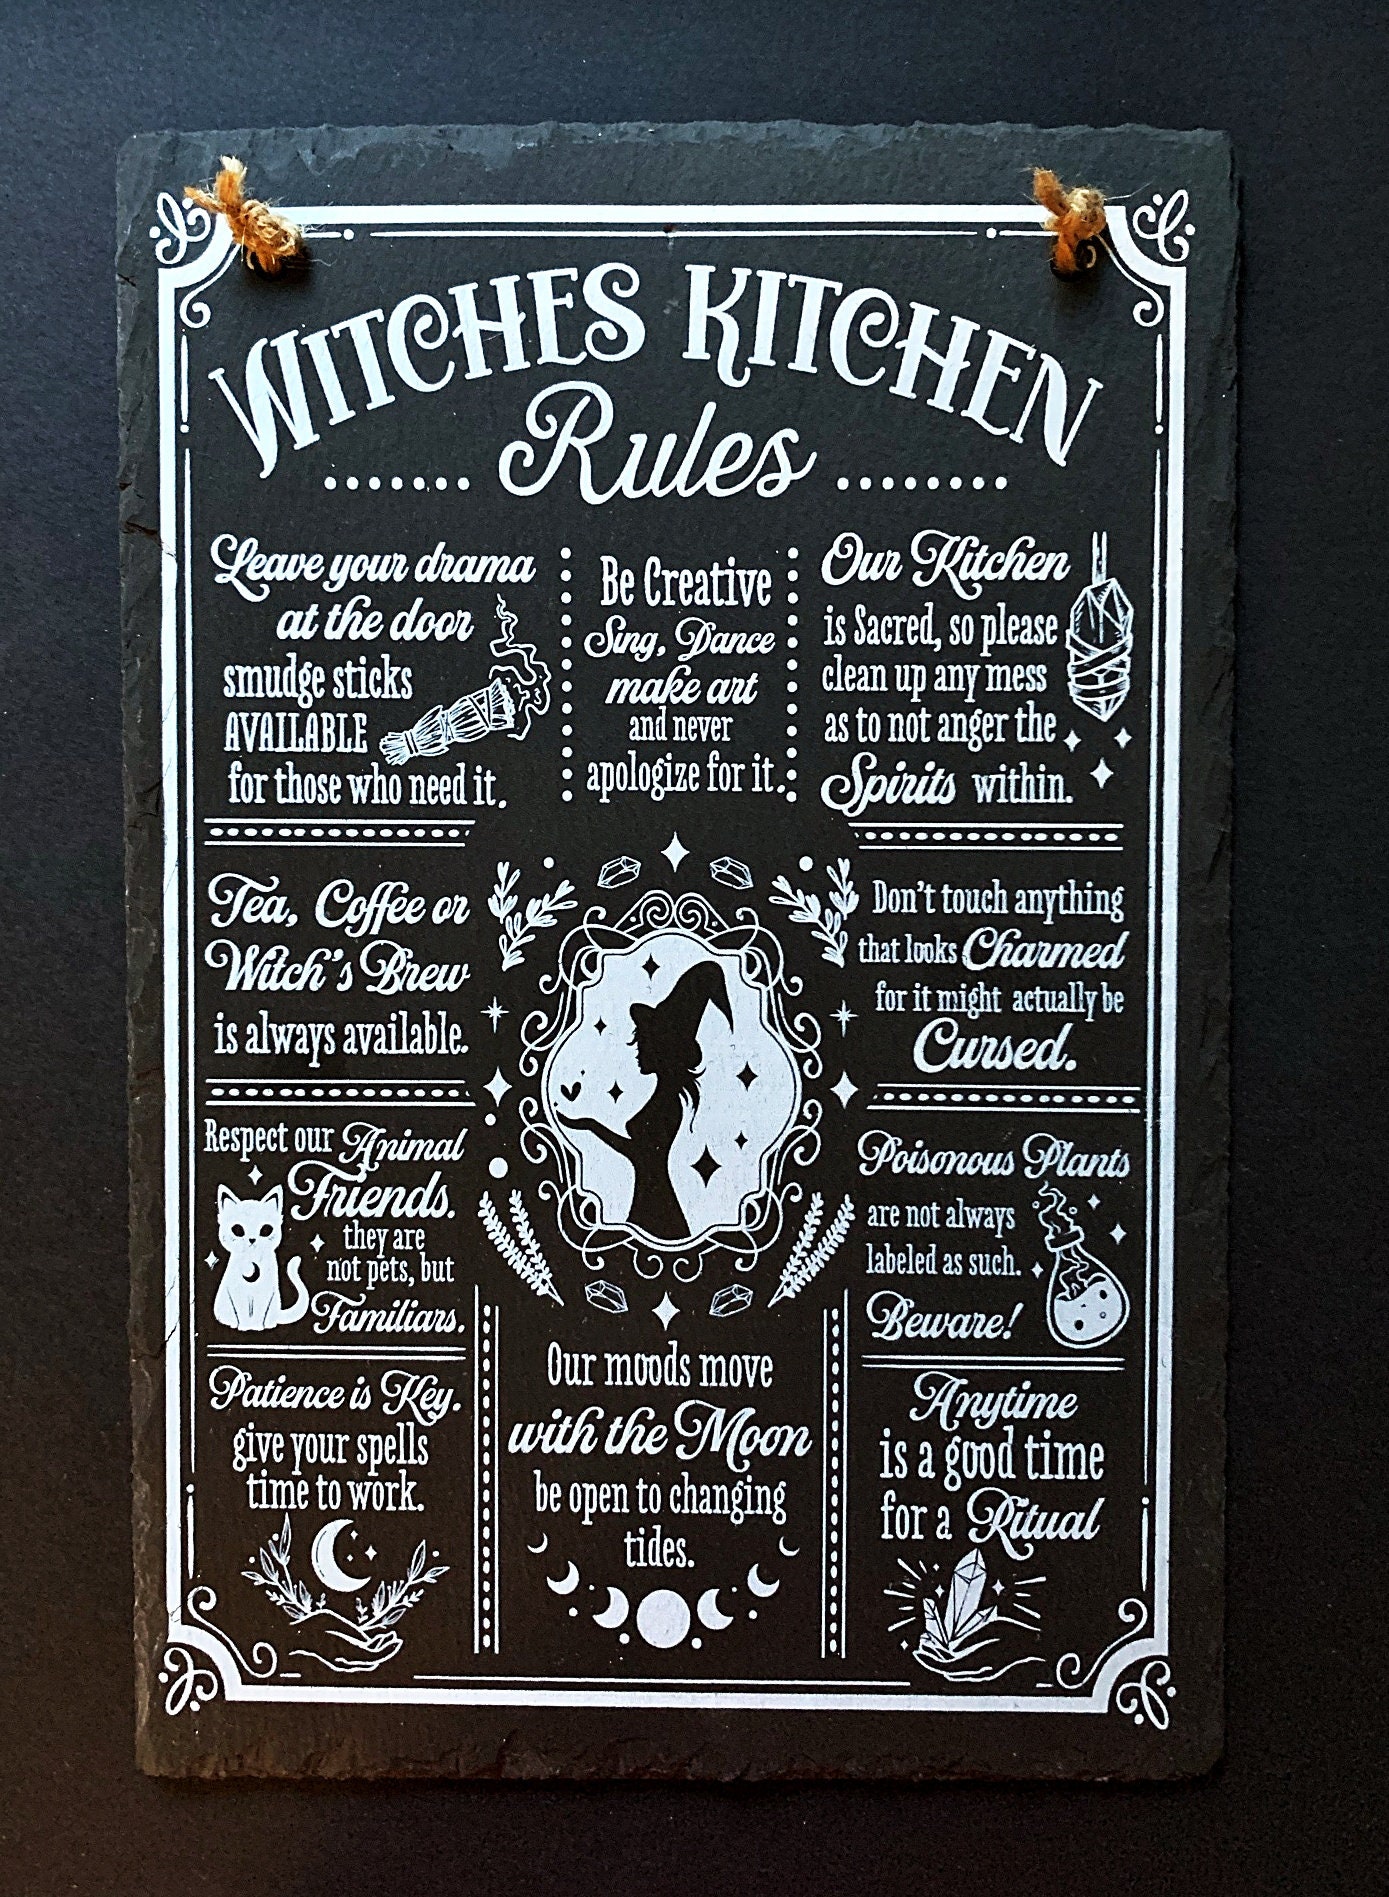 WITCHES KITCHEN
Rules
Leave your drama
at the door
smudge sticks
AVAILABLE
for those who need it.
Be Creative
Sing, Dance
make art
and never
apologize for it.
Our Kitchen
is Sacred, so please
clean up any mess
as to not anger the
Spirits within.
Tea, Coffee or
Witch's Brew
is always available.
Don't touch anything
that looks Charmed
for it might actually be
Cursed.
Respect our Animal
Friends.
they are
not pets, but
Familiars.
Poisonous Plants
are not always
labeled as such.
Beware!
Patience is Key.
give your spells
time to work.
Our moods move
with the Moon
be open to changing
tides.
Anytime
is a good time
for a Ritual